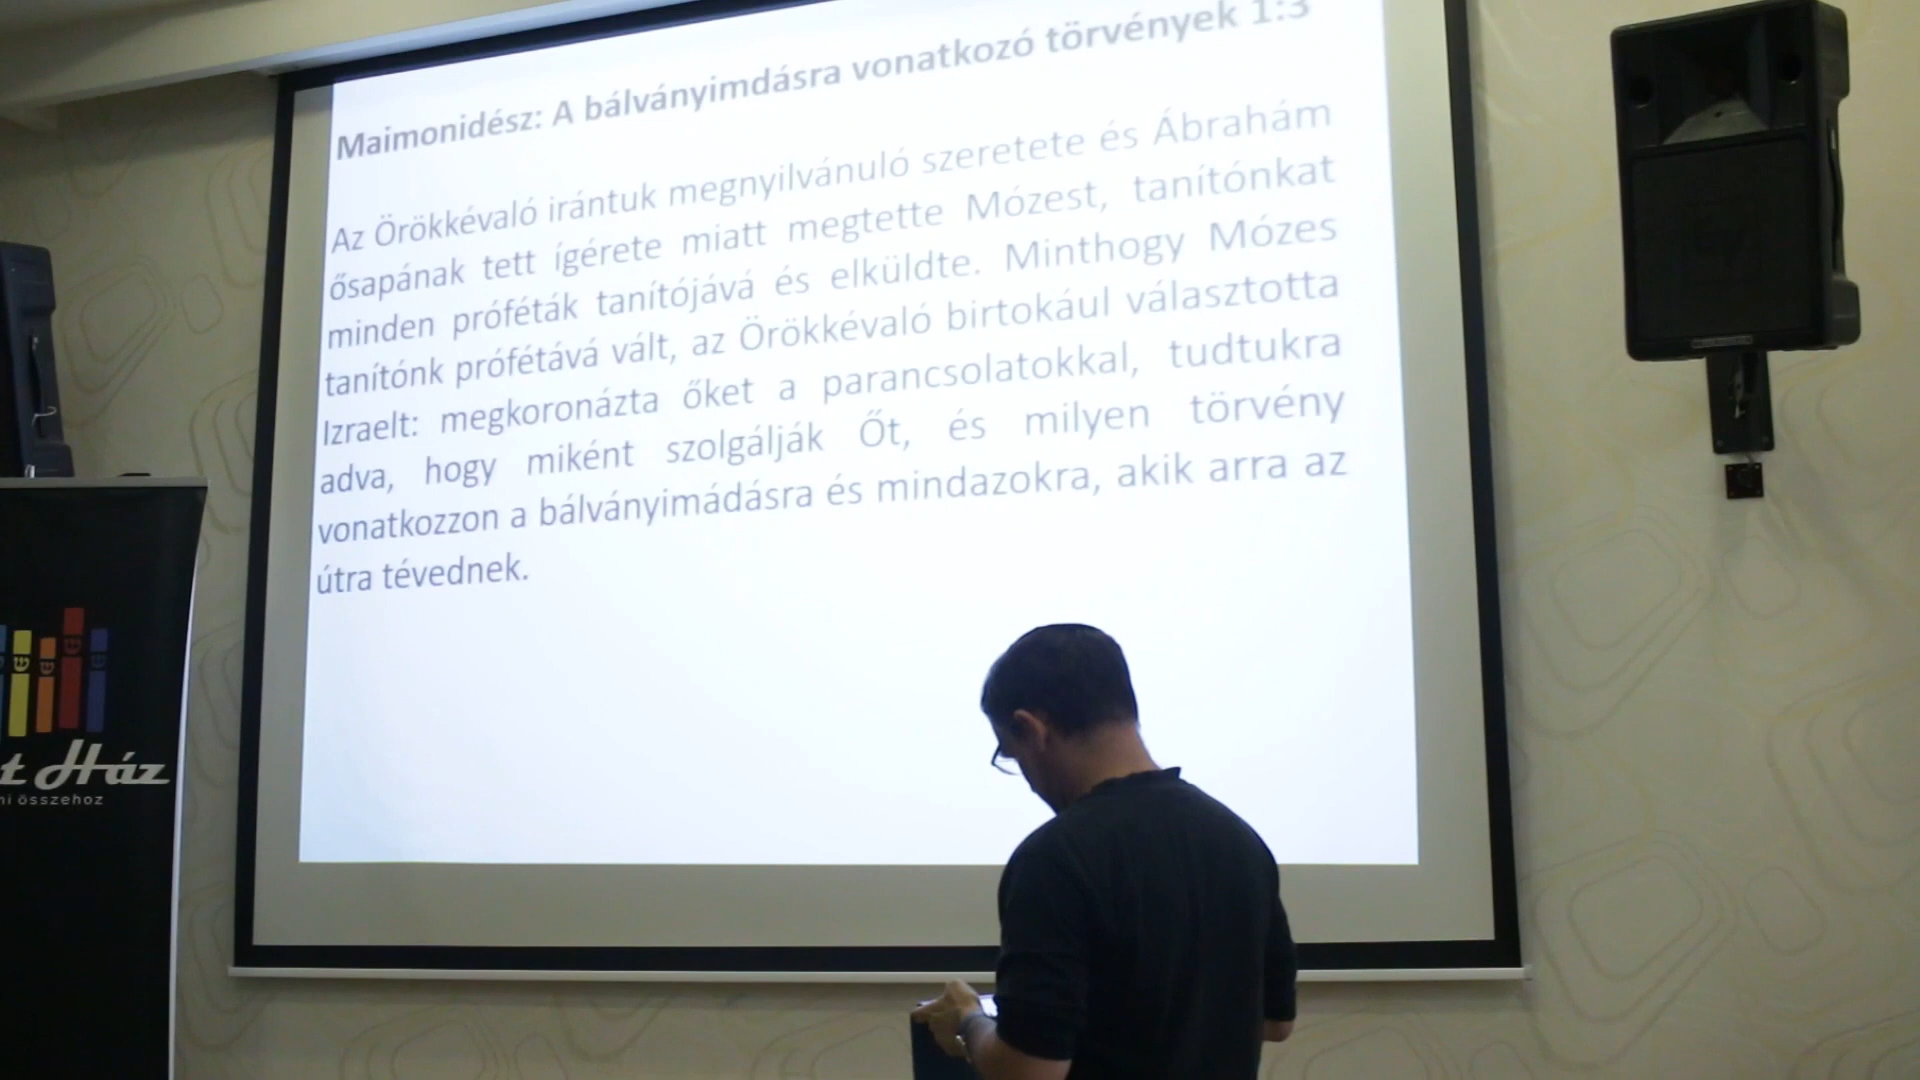 Maimonidész: A bálványimdásra vonatkozó törvények 1:3
Az Örökkévaló irántuk megnyilvánuló szeretete és Ábrahám
ősapának tett ígérete miatt megtette Mózest, tanítónkat
minden próféták tanítójává és elküldte. Minthogy Mózes
tanítónk prófétává vált, az Örökkévaló birtokául választotta
Izraelt: megkoronázta őket a parancsolatokkal, tudtukra
adva, hogy miként szolgálják Őt, és milyen törvény
vonatkozzon a bálványimádásra és mindazokra, akik arra az
útra tévednek.
t Ház
összehoz